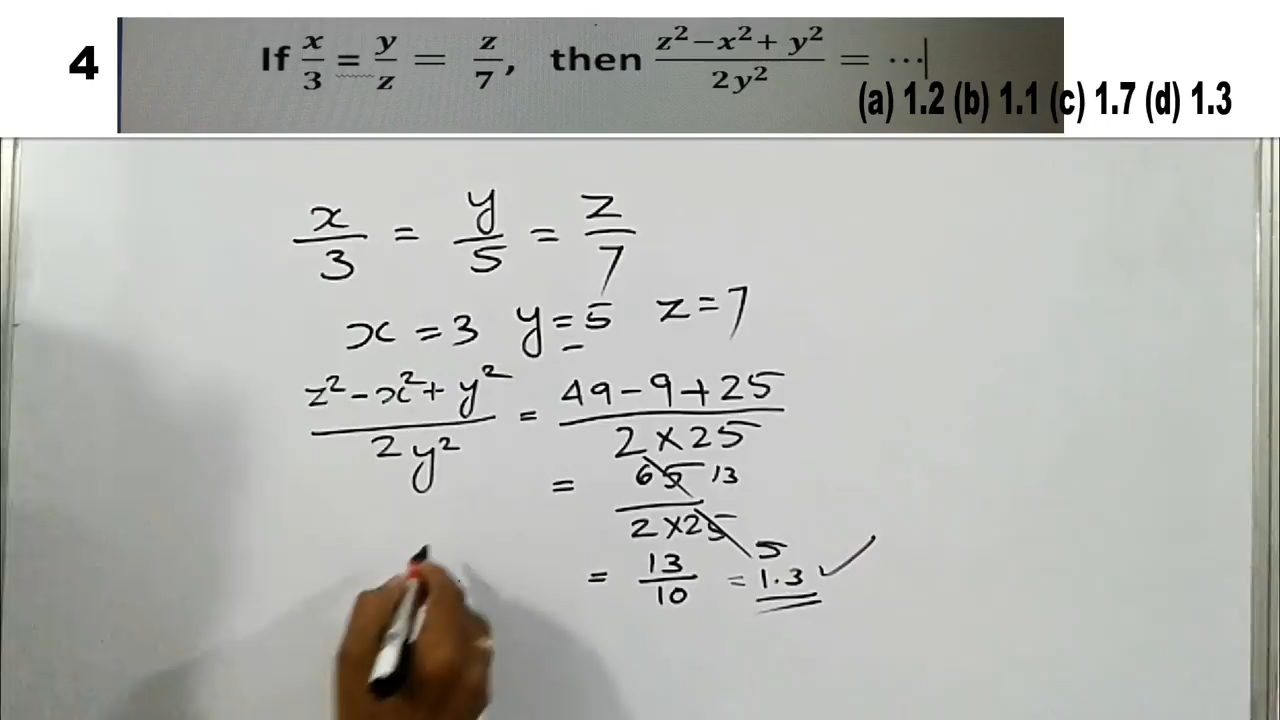 4 If x/3 = y/z = z/7, then (z² − x² + y²)/(2y²) = ⋯
(a) 1.2 (b) 1.1 (c) 1.7 (d) 1.3
x/3 = y/5 = z/7
x = 3 y = 5 z = 7
(z² − x² + y²)/(2y²) = (49 − 9 + 25)/(2 × 25)
= 65 13/(2 × 25) 5
= 13/10 = 1.3 ✓